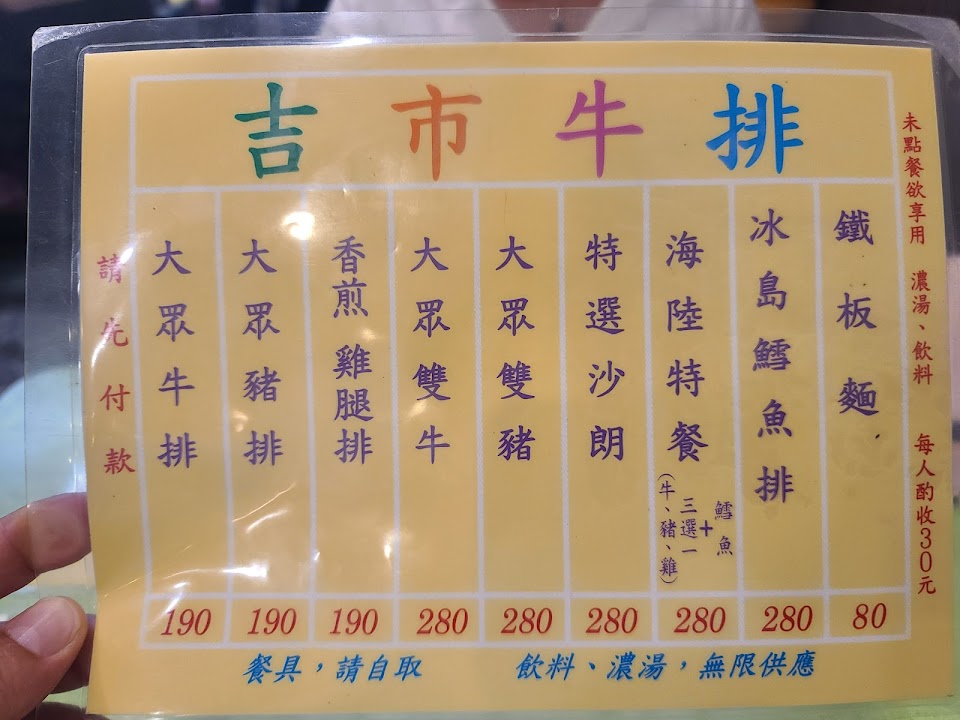 吉市牛排
未點餐欲享用 濃湯、飲料 每人酌收30元
鐵板麵
80
冰島鱈魚排
280
海陸特餐
鱈魚
+
三選一
(牛、豬、雞)
280
特選沙朗
280
大眾雙豬
280
大眾雙牛
280
香煎雞腿排
190
大眾豬排
190
大眾牛排
190
請先付款
餐具，請自取
飲料、濃湯，無限供應